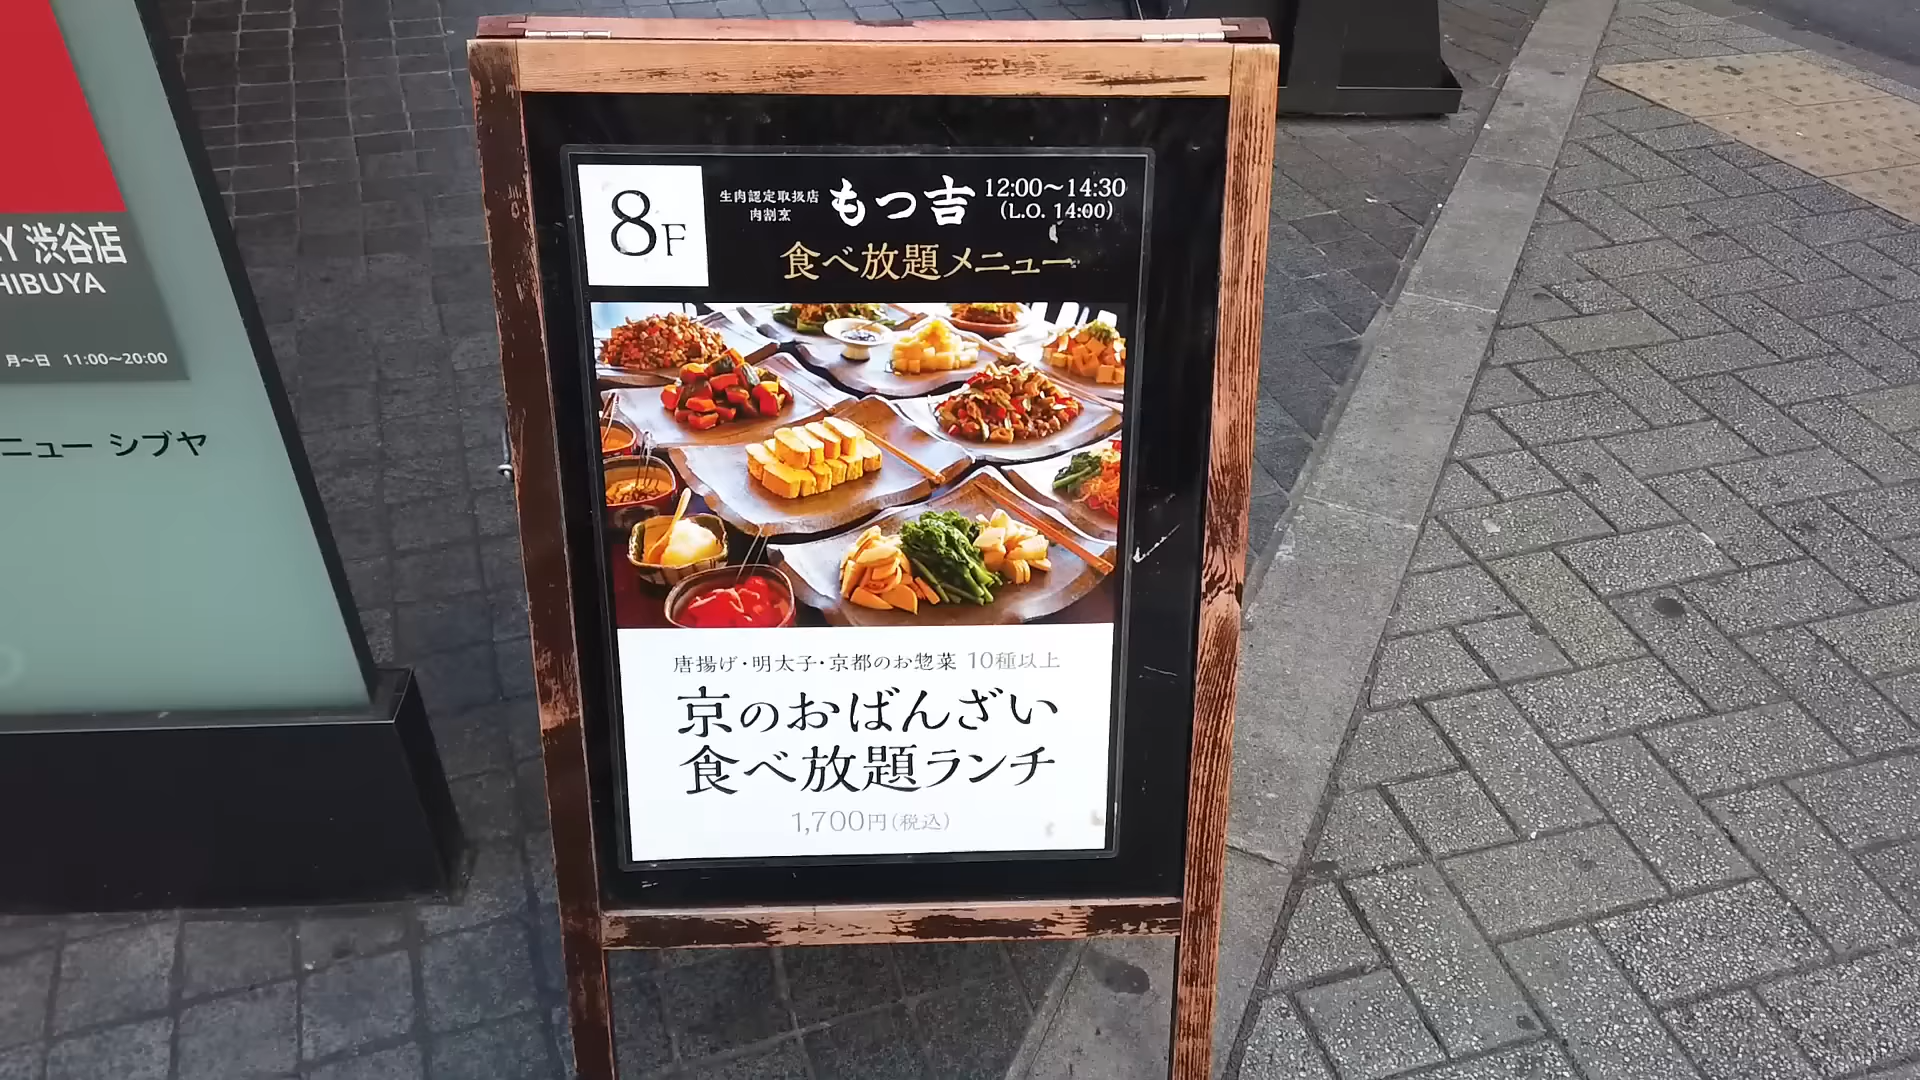 Y 渋谷店
HIBUYA
月〜日 11:00〜20:00
ニュー シブヤ
8F
生肉認定取扱店
肉割烹
もつ吉
12:00〜14:30
(L.O. 14:00)
食べ放題メニュー
唐揚げ・明太子・京都のお惣菜 10種以上
京のおばんざい
食べ放題ランチ
1,700円(税込)